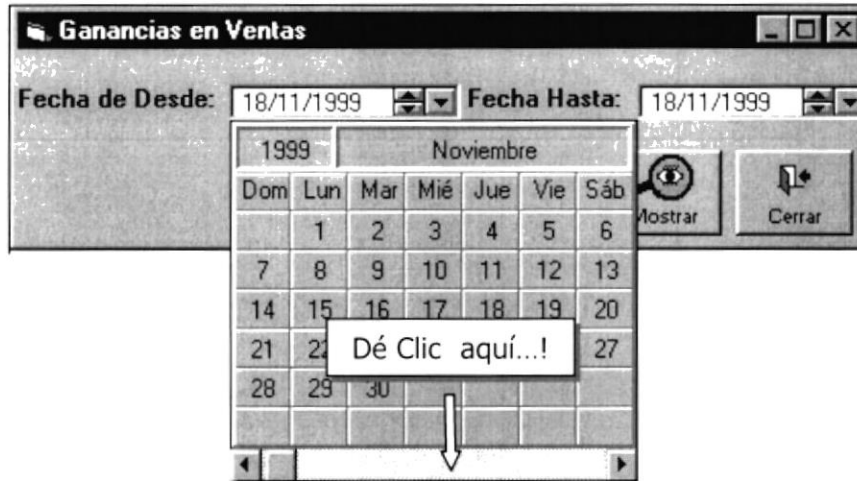 Ganancias en Ventas
Fecha de Desde: 18/11/1999 Fecha Hasta: 18/11/1999
1999 Noviembre
Dom Lun Mar Mié Jue Vie Sáb
1 2 3 4 5 6
7 8 9 10 11 12 13
14 15 16 17 18 19 20
21 27
28 29 30
Dé Clic aquí...!
Mostrar
Cerrar